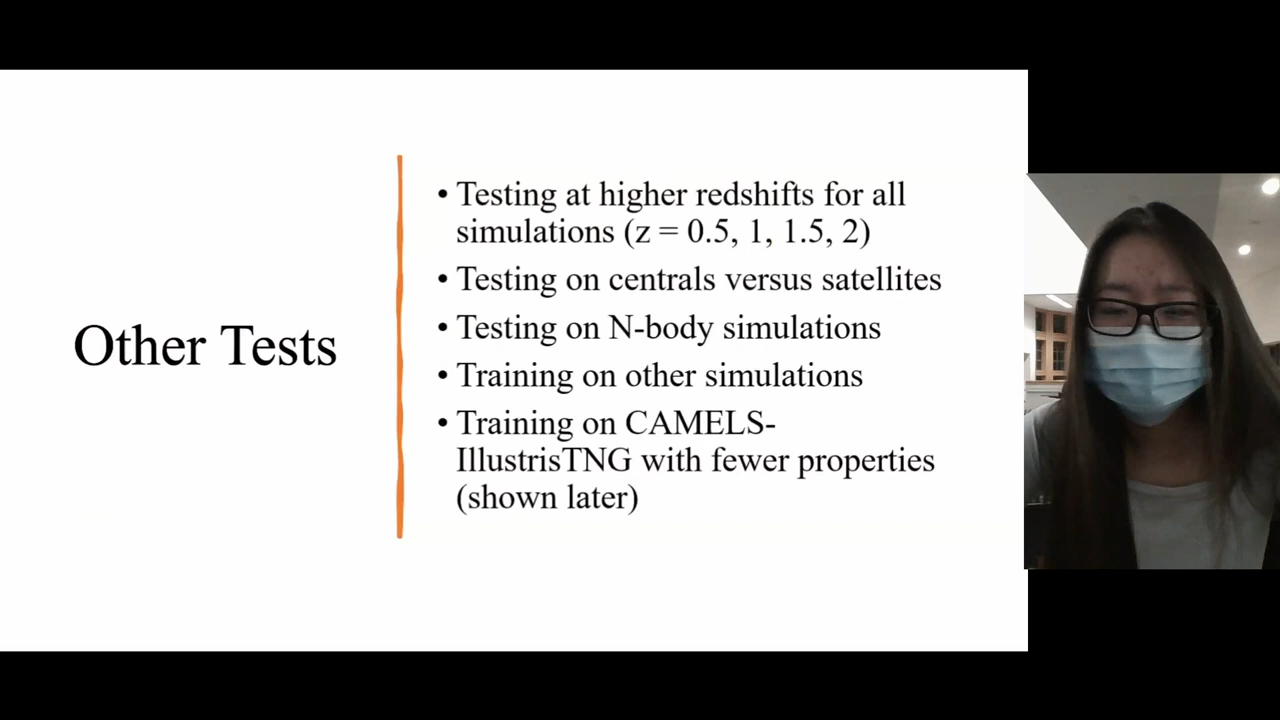 Other Tests
• Testing at higher redshifts for all
simulations (z = 0.5, 1, 1.5, 2)
• Testing on centrals versus satellites
• Testing on N-body simulations
• Training on other simulations
• Training on CAMELS-
IllustrisTNG with fewer properties
(shown later)